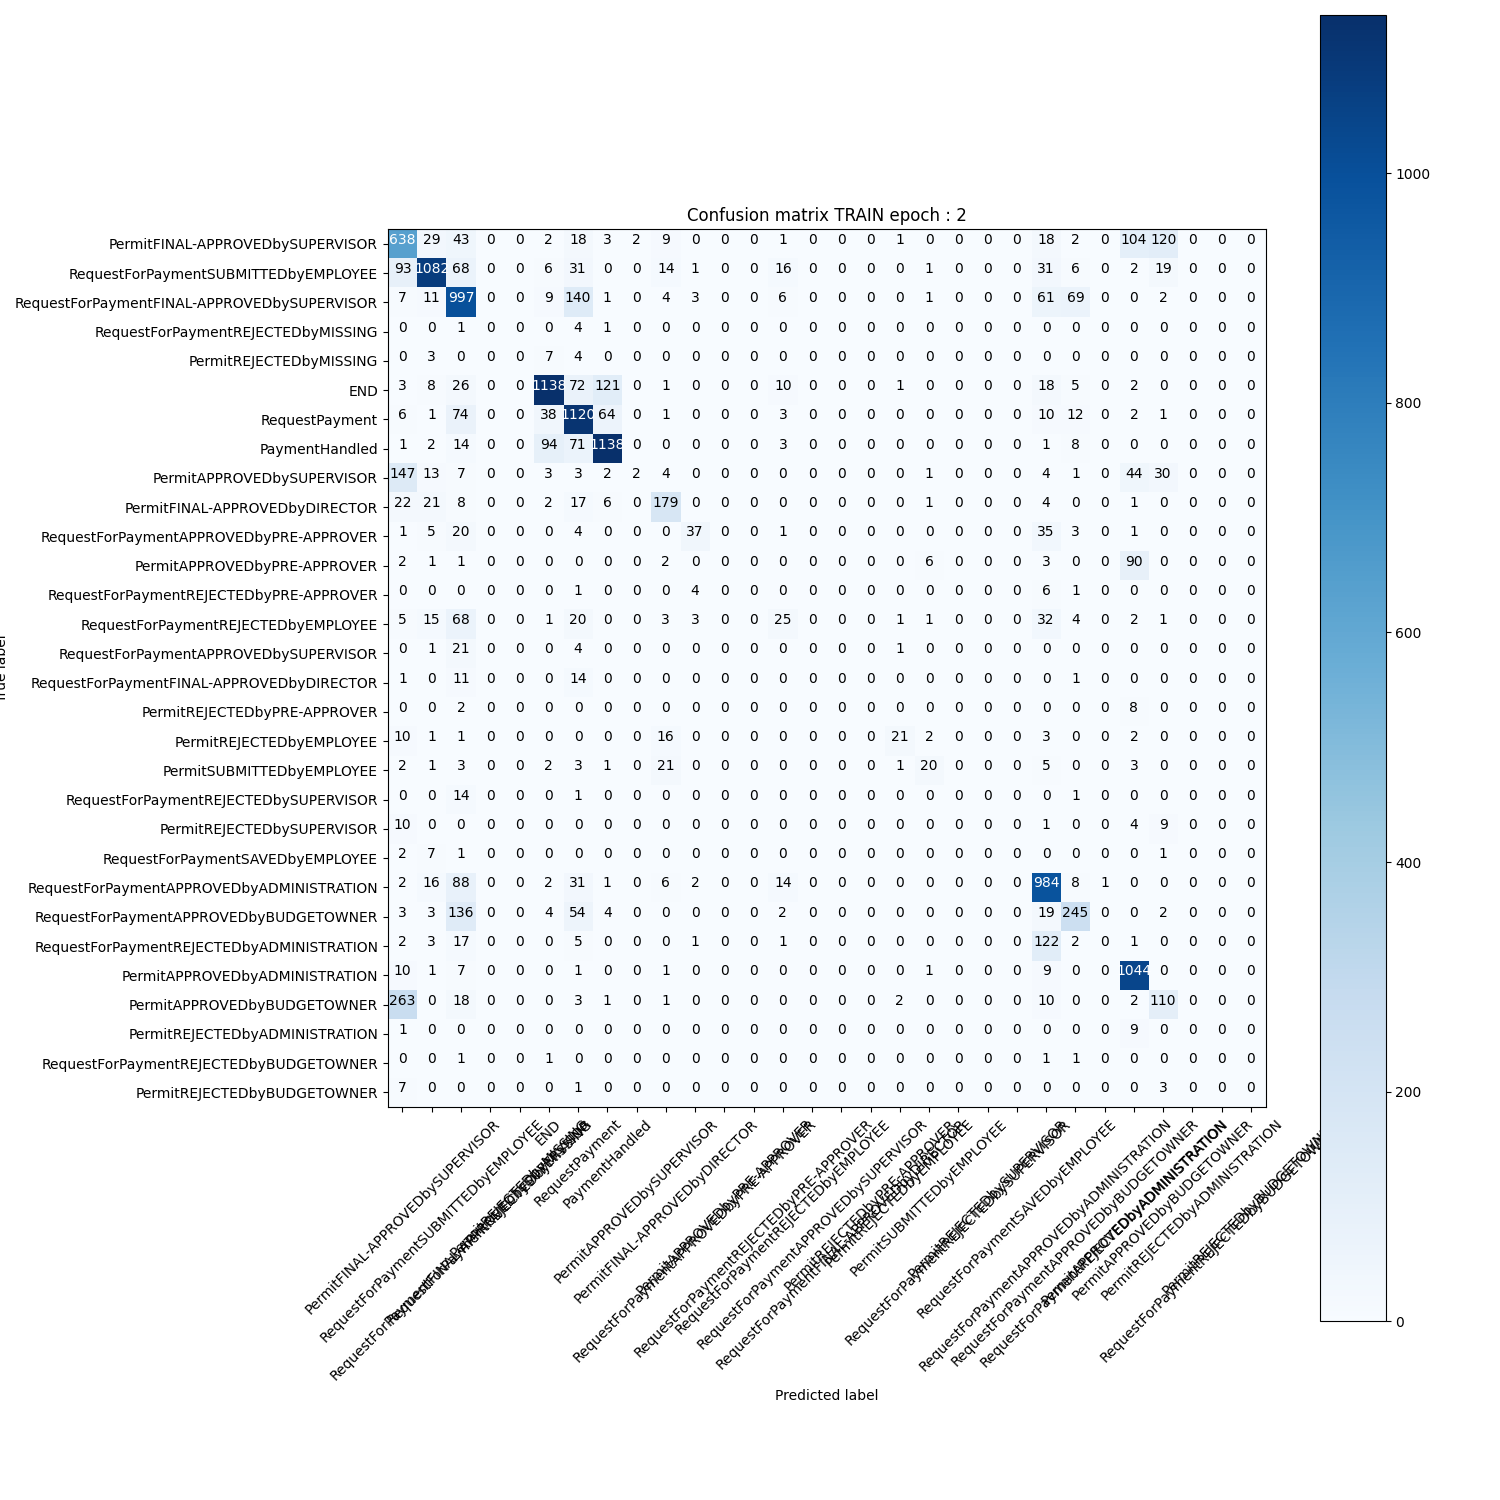 Confusion matrix TRAIN epoch : 2
PermitFINAL-APPROVEDbySUPERVISOR 638 29 43 0 0 2 18 3 2 9 0 0 0 1 0 0 0 1 0 0 0 0 18 2 0 104 120 0 0 0
RequestForPaymentSUBMITTEDbyEMPLOYEE 93 1082 68 0 0 6 31 0 0 14 1 0 0 16 0 0 0 0 1 0 0 0 31 6 0 2 19 0 0 0
RequestForPaymentFINAL-APPROVEDbySUPERVISOR 7 11 997 0 0 9 140 1 0 4 3 0 0 6 0 0 0 0 1 0 0 0 61 69 0 0 2 0 0 0
RequestForPaymentREJECTEDbyMISSING 0 0 1 0 0 0 4 1 0 0 0 0 0 0 0 0 0 0 0 0 0 0 0 0 0 0 0 0 0 0
PermitREJECTEDbyMISSING 0 3 0 0 0 7 4 0 0 0 0 0 0 0 0 0 0 0 0 0 0 0 0 0 0 0 0 0 0 0
END 3 8 26 0 0 1138 72 121 0 1 0 0 0 10 0 0 0 1 0 0 0 0 18 5 0 2 0 0 0 0
RequestPayment 6 1 74 0 0 38 1120 64 0 1 0 0 0 3 0 0 0 0 0 0 0 0 10 12 0 2 1 0 0 0
PaymentHandled 1 2 14 0 0 94 71 1138 0 0 0 0 0 3 0 0 0 0 0 0 0 0 1 8 0 0 0 0 0 0
PermitAPPROVEDbySUPERVISOR 147 13 7 0 0 3 3 2 2 4 0 0 0 0 0 0 0 0 1 0 0 0 4 1 0 44 30 0 0 0
PermitFINAL-APPROVEDbyDIRECTOR 22 21 8 0 0 2 17 6 0 179 0 0 0 0 0 0 0 0 1 0 0 0 4 0 0 1 0 0 0 0
RequestForPaymentAPPROVEDbyPRE-APPROVER 1 5 20 0 0 0 4 0 0 0 37 0 0 1 0 0 0 0 0 0 0 0 35 3 0 1 0 0 0 0
PermitAPPROVEDbyPRE-APPROVER 2 1 1 0 0 0 0 0 0 2 0 0 0 0 0 0 0 0 6 0 0 0 3 0 0 90 0 0 0 0
RequestForPaymentREJECTEDbyPRE-APPROVER 0 0 0 0 0 0 1 0 0 0 4 0 0 0 0 0 0 0 0 0 0 0 6 1 0 0 0 0 0 0
RequestForPaymentREJECTEDbyEMPLOYEE 5 15 68 0 0 1 20 0 0 3 3 0 0 25 0 0 0 1 1 0 0 0 32 4 0 2 1 0 0 0
RequestForPaymentAPPROVEDbySUPERVISOR 0 1 21 0 0 0 4 0 0 0 0 0 0 0 0 0 0 1 0 0 0 0 0 0 0 0 0 0 0 0
RequestForPaymentFINAL-APPROVEDbyDIRECTOR 1 0 11 0 0 0 14 0 0 0 0 0 0 0 0 0 0 0 0 0 0 0 0 1 0 0 0 0 0 0
PermitREJECTEDbyPRE-APPROVER 0 0 2 0 0 0 0 0 0 0 0 0 0 0 0 0 0 0 0 0 0 0 0 0 0 8 0 0 0 0
PermitREJECTEDbyEMPLOYEE 10 1 1 0 0 0 0 0 0 16 0 0 0 0 0 0 0 21 2 0 0 0 3 0 0 2 0 0 0 0
PermitSUBMITTEDbyEMPLOYEE 2 1 3 0 0 2 3 1 0 21 0 0 0 0 0 0 0 1 20 0 0 0 5 0 0 3 0 0 0 0
RequestForPaymentREJECTEDbySUPERVISOR 0 0 14 0 0 0 1 0 0 0 0 0 0 0 0 0 0 0 0 0 0 0 0 1 0 0 0 0 0 0
PermitREJECTEDbySUPERVISOR 10 0 0 0 0 0 0 0 0 0 0 0 0 0 0 0 0 0 0 0 0 0 1 0 0 4 9 0 0 0
RequestForPaymentSAVEDbyEMPLOYEE 2 7 1 0 0 0 0 0 0 0 0 0 0 0 0 0 0 0 0 0 0 0 0 0 0 0 1 0 0 0
RequestForPaymentAPPROVEDbyADMINISTRATION 2 16 88 0 0 2 31 1 0 6 2 0 0 14 0 0 0 0 0 0 0 0 984 8 1 0 0 0 0 0
RequestForPaymentAPPROVEDbyBUDGETOWNER 3 3 136 0 0 4 54 4 0 0 0 0 0 2 0 0 0 0 0 0 0 0 19 245 0 0 2 0 0 0
RequestForPaymentREJECTEDbyADMINISTRATION 2 3 17 0 0 0 5 0 0 0 1 0 0 1 0 0 0 0 0 0 0 0 122 2 0 1 0 0 0 0
PermitAPPROVEDbyADMINISTRATION 10 1 7 0 0 0 1 0 0 1 0 0 0 0 0 0 0 0 1 0 0 0 9 0 0 1044 0 0 0 0
PermitAPPROVEDbyBUDGETOWNER 263 0 18 0 0 0 3 1 0 1 0 0 0 0 0 0 0 2 0 0 0 0 10 0 0 2 110 0 0 0
PermitREJECTEDbyADMINISTRATION 1 0 0 0 0 0 0 0 0 0 0 0 0 0 0 0 0 0 0 0 0 0 0 0 0 9 0 0 0 0
RequestForPaymentREJECTEDbyBUDGETOWNER 0 0 1 0 0 1 0 0 0 0 0 0 0 0 0 0 0 0 0 0 0 0 1 1 0 0 0 0 0 0
PermitREJECTEDbyBUDGETOWNER 7 0 0 0 0 0 1 0 0 0 0 0 0 0 0 0 0 0 0 0 0 0 0 0 0 0 3 0 0 0
PermitFINAL-APPROVEDbySUPERVISOR
RequestForPaymentSUBMITTEDbyEMPLOYEE
END
RequestPayment
PaymentHandled
PermitAPPROVEDbySUPERVISOR
PermitFINAL-APPROVEDbyDIRECTOR
RequestForPaymentREJECTEDbyPRE-APPROVER
RequestForPaymentREJECTEDbyEMPLOYEE
RequestForPaymentAPPROVEDbySUPERVISOR
PermitREJECTEDbyEMPLOYEE
PermitSUBMITTEDbyEMPLOYEE
RequestForPaymentSAVEDbyEMPLOYEE
RequestForPaymentAPPROVEDbyADMINISTRATION
RequestForPaymentAPPROVEDbyBUDGETOWNER
PermitAPPROVEDbyBUDGETOWNER
PermitREJECTEDbyADMINISTRATION
Predicted label
1000
800
600
400
200
0